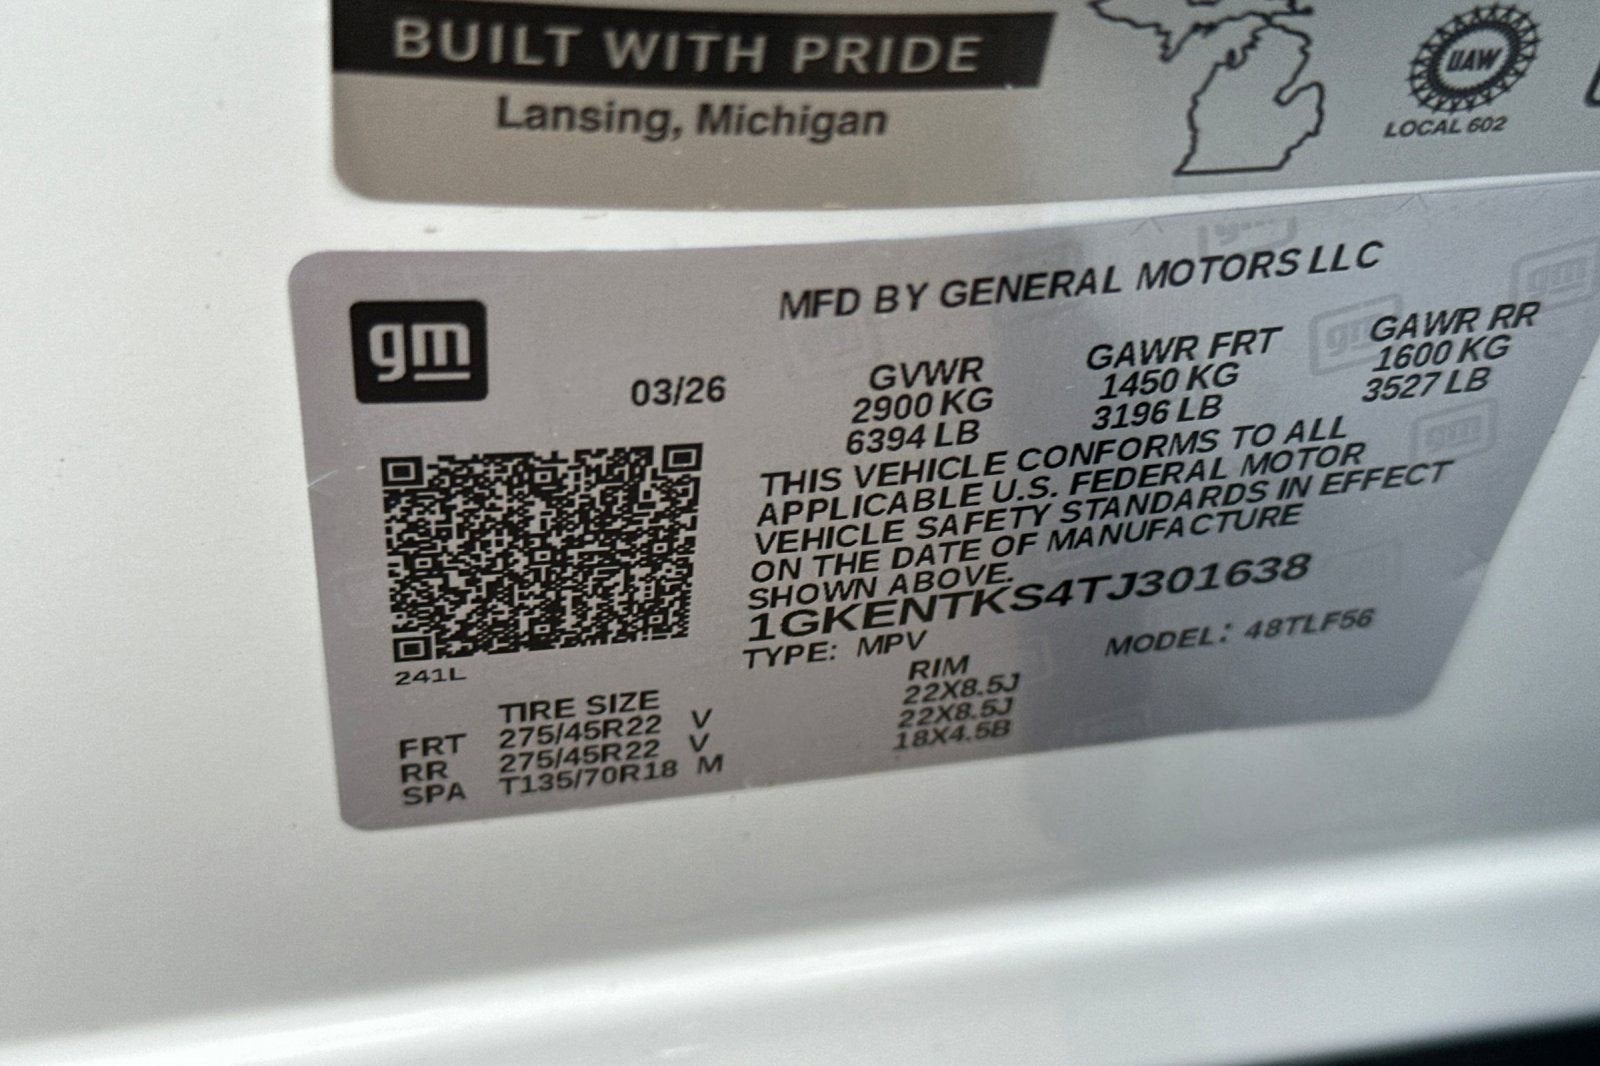 BUILT WITH PRIDE
Lansing, Michigan
UAW
LOCAL 602
MFD BY GENERAL MOTORS LLC
gm
03/26
GVWR GAWR FRT GAWR RR
2900 KG 1450 KG 1600 KG
6394 LB 3196 LB 3527 LB
THIS VEHICLE CONFORMS TO ALL
APPLICABLE U.S. FEDERAL MOTOR
VEHICLE SAFETY STANDARDS IN EFFECT
ON THE DATE OF MANUFACTURE
SHOWN ABOVE.
1GKENTKS4TJ301638
TYPE: MPV MODEL: 48TLF56
241L
TIRE SIZE RIM
FRT 275/45R22 V 22X8.5J
RR 275/45R22 V 22X8.5J
SPA T135/70R18 M 18X4.5B